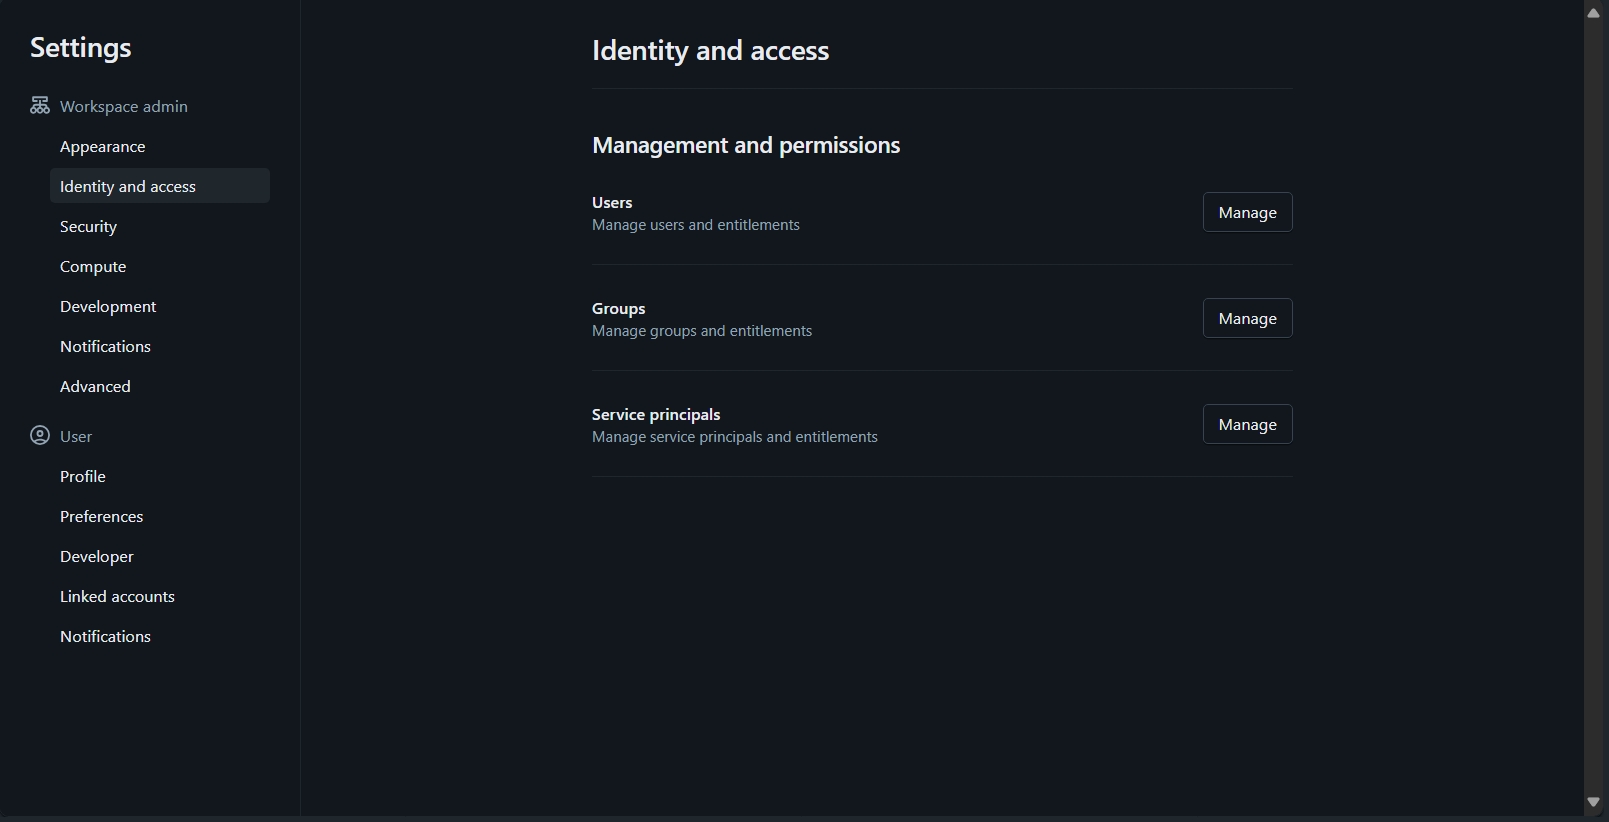 Settings
Workspace admin
Appearance
Identity and access
Security
Compute
Development
Notifications
Advanced
User
Profile
Preferences
Developer
Linked accounts
Notifications
Identity and access
Management and permissions
Users
Manage users and entitlements
Manage
Groups
Manage groups and entitlements
Manage
Service principals
Manage service principals and entitlements
Manage